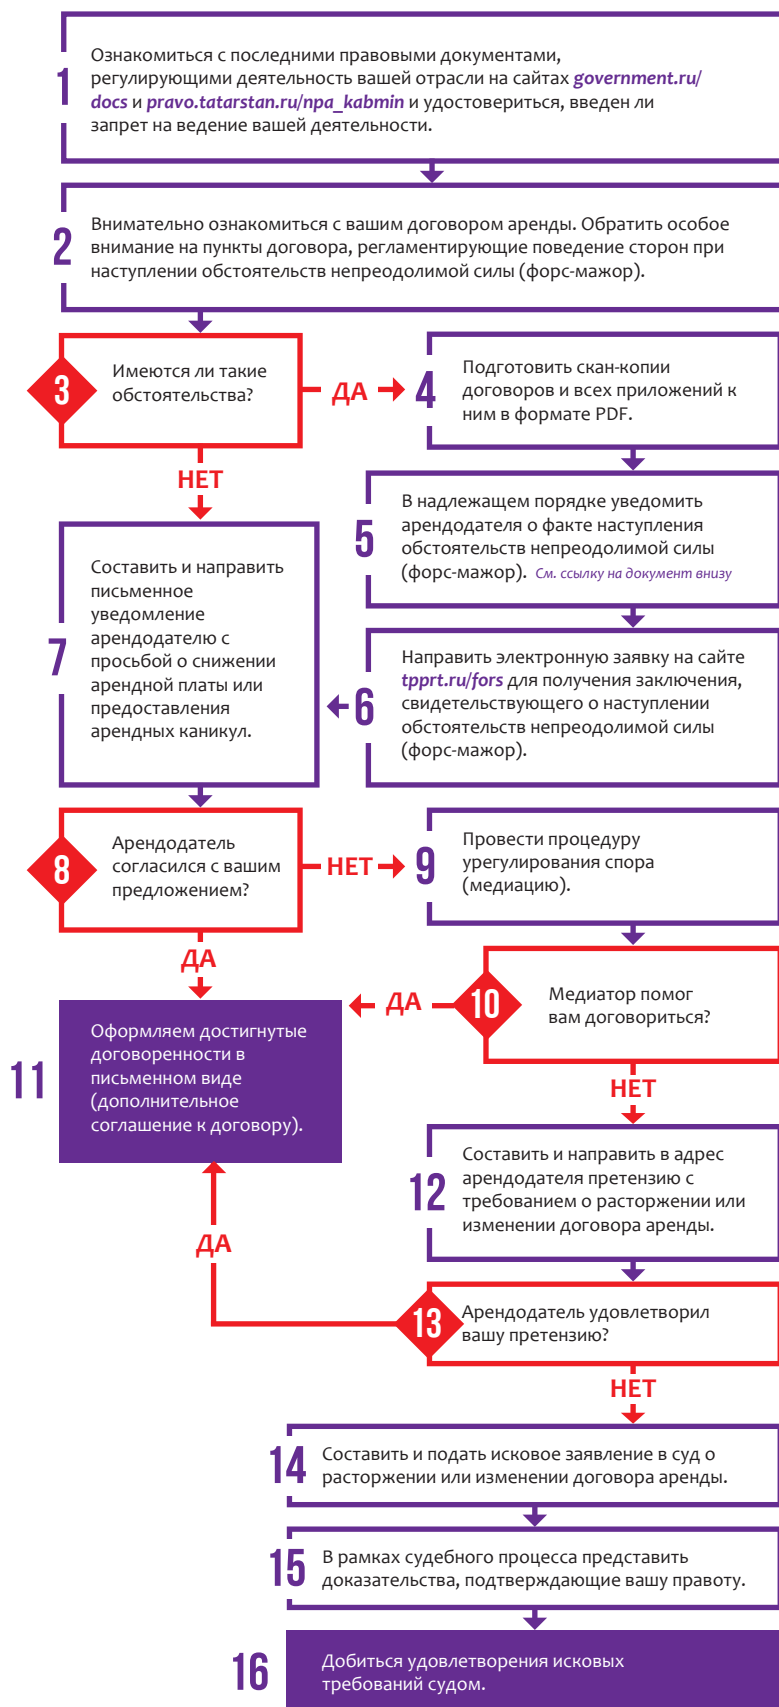 1
Ознакомиться с последними правовыми документами,
регулирующими деятельность вашей отрасли на сайтах government.ru/
docs и pravo.tatarstan.ru/npa_kabmin и удостовериться, введен ли
запрет на ведение вашей деятельности.
2
Внимательно ознакомиться с вашим договором аренды. Обратить особое
внимание на пункты договора, регламентирующие поведение сторон при
наступлении обстоятельств непреодолимой силы (форс-мажор).
3
Имеются ли такие
обстоятельства?
ДА
4
Подготовить скан-копии
договоров и всех приложений к
ним в формате PDF.
НЕТ
5
В надлежащем порядке уведомить
арендодателя о факте наступления
обстоятельств непреодолимой силы
(форс-мажор). См. ссылку на документ внизу
7
Составить и направить
письменное
уведомление
арендодателю с
просьбой о снижении
арендной платы или
предоставления
арендных каникул.
6
Направить электронную заявку на сайте
tpprt.ru/fors для получения заключения,
свидетельствующего о наступлении
обстоятельств непреодолимой силы
(форс-мажор).
8
Арендодатель
согласился с вашим
предложением?
НЕТ
9
Провести процедуру
урегулирования спора
(медиацию).
ДА
10
Медиатор помог
вам договориться?
ДА
11
Оформляем достигнутые
договоренности в
письменном виде
(дополнительное
соглашение к договору).
НЕТ
12
Составить и направить в адрес
арендодателя претензию с
требованием о расторжении или
изменении договора аренды.
ДА
13
Арендодатель удовлетворил
вашу претензию?
НЕТ
14
Составить и подать исковое заявление в суд о
расторжении или изменении договора аренды.
15
В рамках судебного процесса представить
доказательства, подтверждающие вашу правоту.
16
Добиться удовлетворения исковых
требований судом.